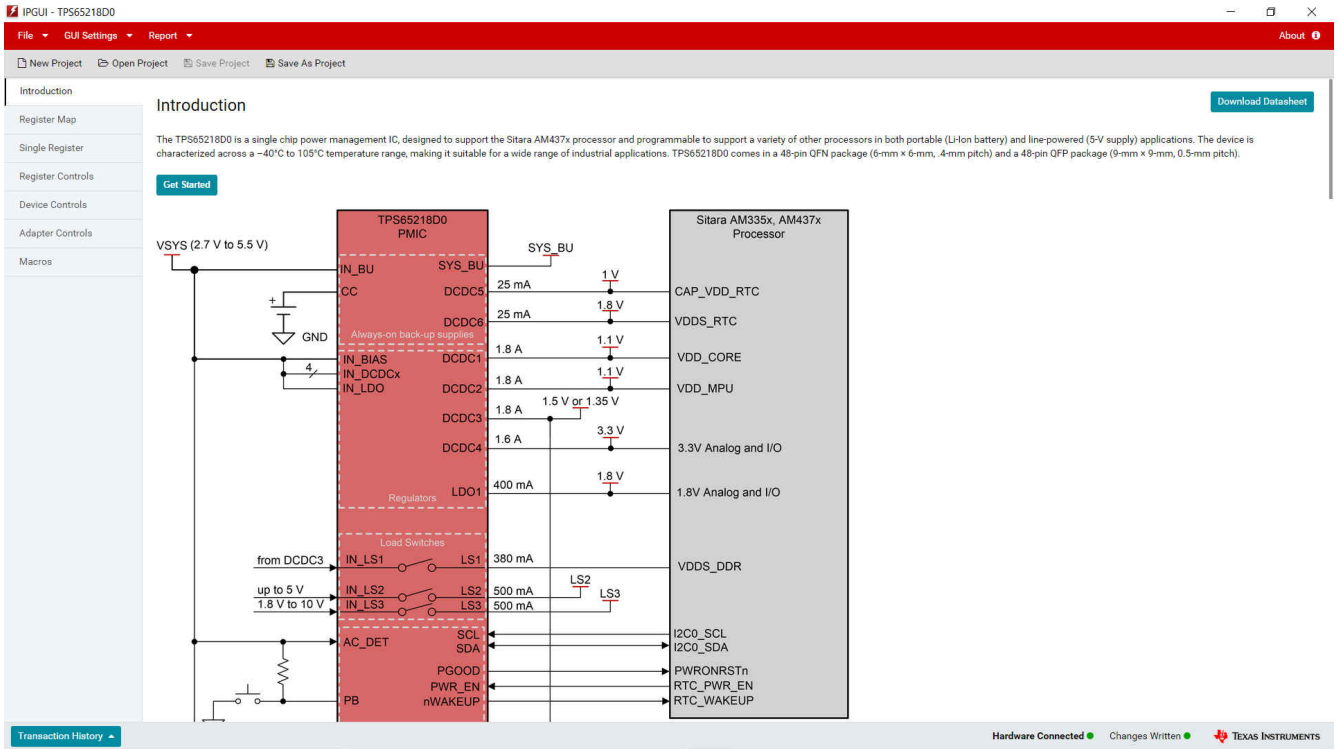 IPGUI - TPS65218D0
File GUI Settings Report About
New Project Open Project Save Project Save As Project
Introduction
Register Map
Single Register
Register Controls
Device Controls
Adapter Controls
Macros
Introduction
Download Datasheet
The TPS65218D0 is a single chip power management IC, designed to support the Sitara AM437x processor and programmable to support a variety of other processors in both portable (Li-Ion battery) and line-powered (5-V supply) applications. The device is
characterized across a −40°C to 105°C temperature range, making it suitable for a wide range of industrial applications. TPS65218D0 comes in a 48-pin QFN package (6-mm × 6-mm, .4-mm pitch) and a 48-pin QFP package (9-mm × 9-mm, 0.5-mm pitch).
Get Started
TPS65218D0
PMIC
Sitara AM335x, AM437x
Processor
VSYS (2.7 V to 5.5 V)
SYS_BU
IN_BU SYS_BU
CC DCDC5 25 mA 1 V CAP_VDD_RTC
+
DCDC6 25 mA 1.8 V VDDS_RTC
GND
Always-on back-up supplies
IN_BIAS DCDC1 1.8 A 1.1 V VDD_CORE
4 IN_DCDCx
IN_LDO DCDC2 1.8 A 1.1 V VDD_MPU
DCDC3 1.8 A 1.5 V or 1.35 V
DCDC4 1.6 A 3.3 V 3.3V Analog and I/O
LDO1 400 mA 1.8 V 1.8V Analog and I/O
Regulators
Load Switches
from DCDC3 IN_LS1 LS1 380 mA VDDS_DDR
up to 5 V IN_LS2 LS2 500 mA LS2
1.8 V to 10 V IN_LS3 LS3 500 mA LS3
AC_DET SCL I2C0_SCL
SDA I2C0_SDA
PGOOD PWRONRSTn
PWR_EN RTC_PWR_EN
PB nWAKEUP RTC_WAKEUP
Transaction History
Hardware Connected Changes Written TEXAS INSTRUMENTS